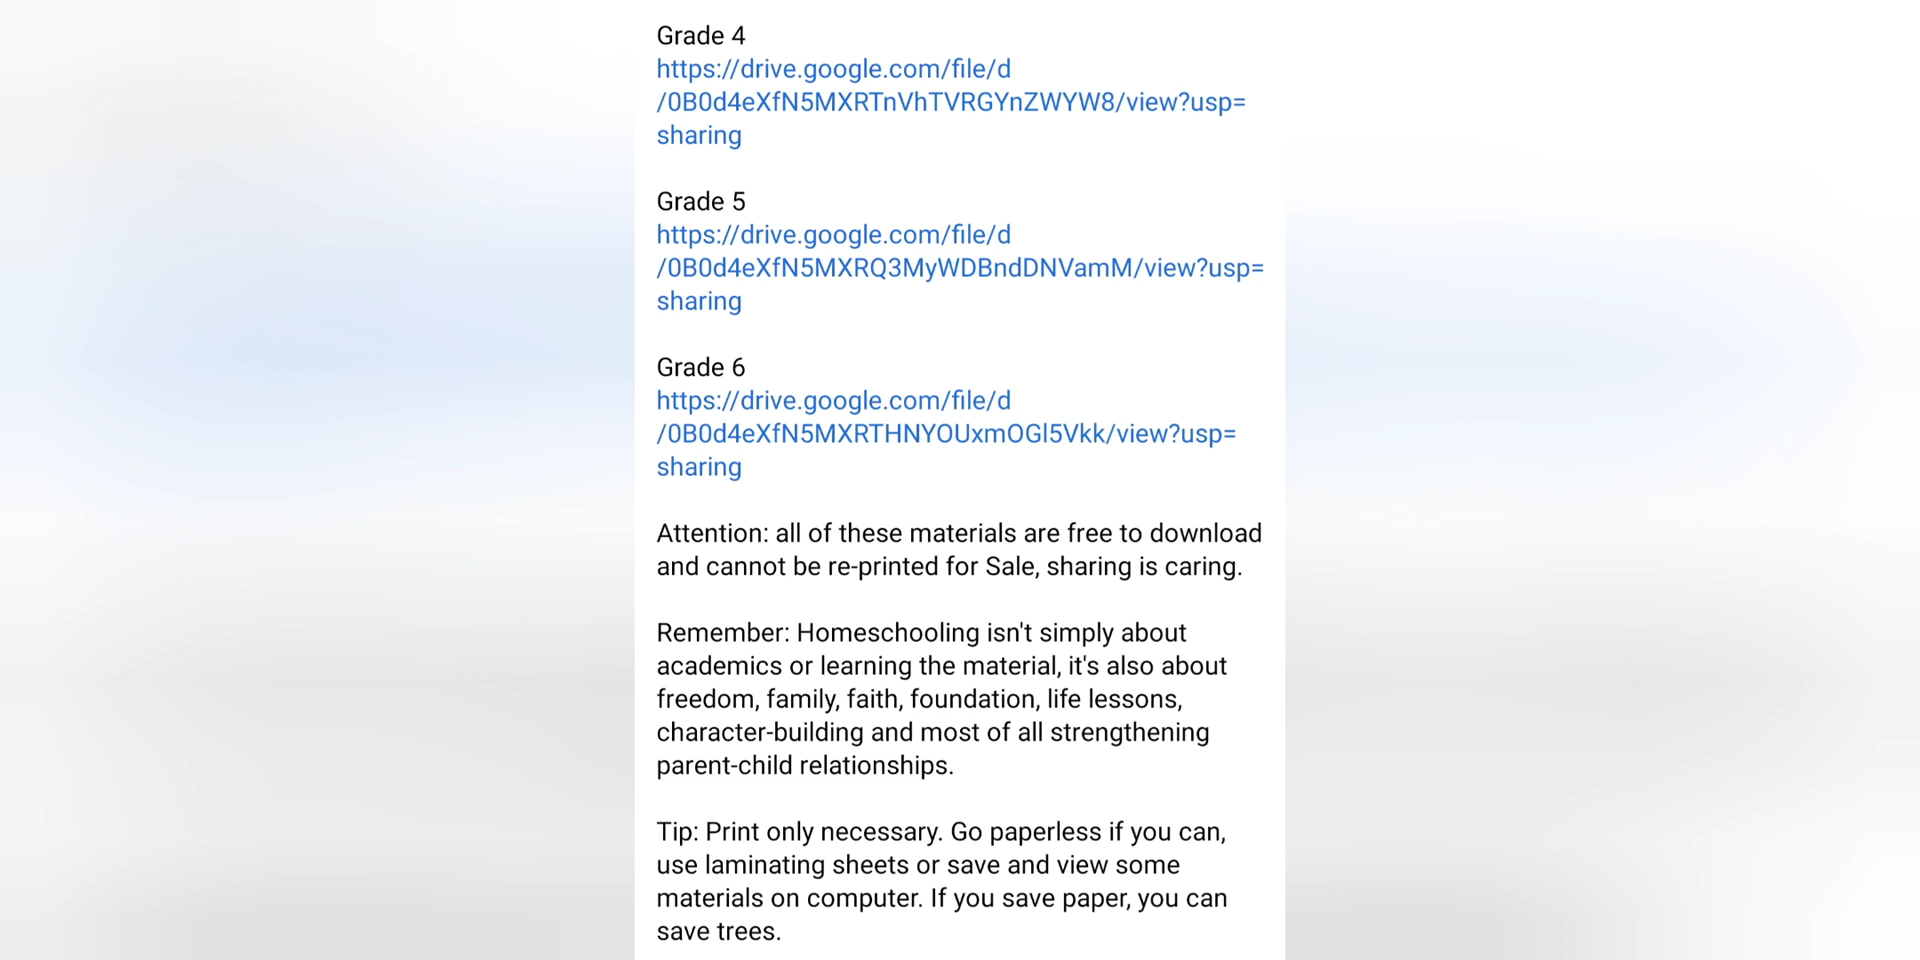 Grade 4
https://drive.google.com/file/d
/0B0d4eXfN5MXRTnVhTVRGYnZWYW8/view?usp=
sharing
Grade 5
https://drive.google.com/file/d
/0B0d4eXfN5MXRQ3MyWDBndDNVamM/view?usp=
sharing
Grade 6
https://drive.google.com/file/d
/0B0d4eXfN5MXRTHNYOUxmOGl5Vkk/view?usp=
sharing
Attention: all of these materials are free to download
and cannot be re-printed for Sale, sharing is caring.
Remember: Homeschooling isn't simply about
academics or learning the material, it's also about
freedom, family, faith, foundation, life lessons,
character-building and most of all strengthening
parent-child relationships.
Tip: Print only necessary. Go paperless if you can,
use laminating sheets or save and view some
materials on computer. If you save paper, you can
save trees.